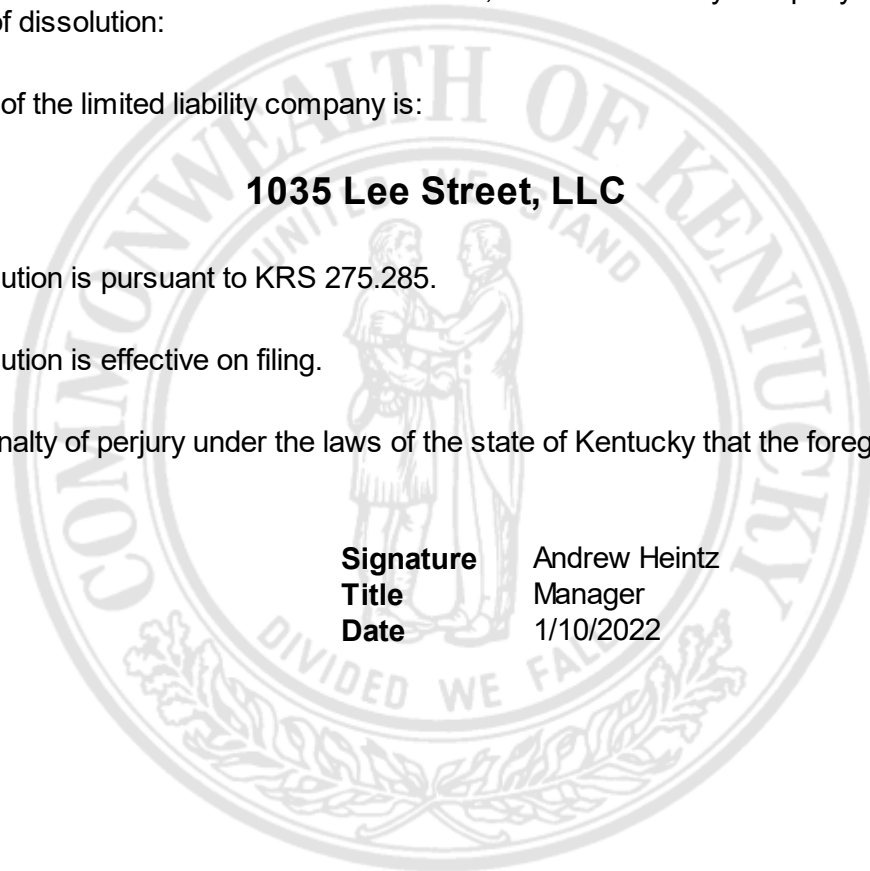 of dissolution:
of the limited liability company is:
1035 Lee Street, LLC
ution is pursuant to KRS 275.285.
ution is effective on filing.
nalty of perjury under the laws of the state of Kentucky that the foreg
Signature Andrew Heintz
Title Manager
Date 1/10/2022
COMMONWEALTH OF KENTUCKY
UNITED WE STAND
DIVIDED WE FALL